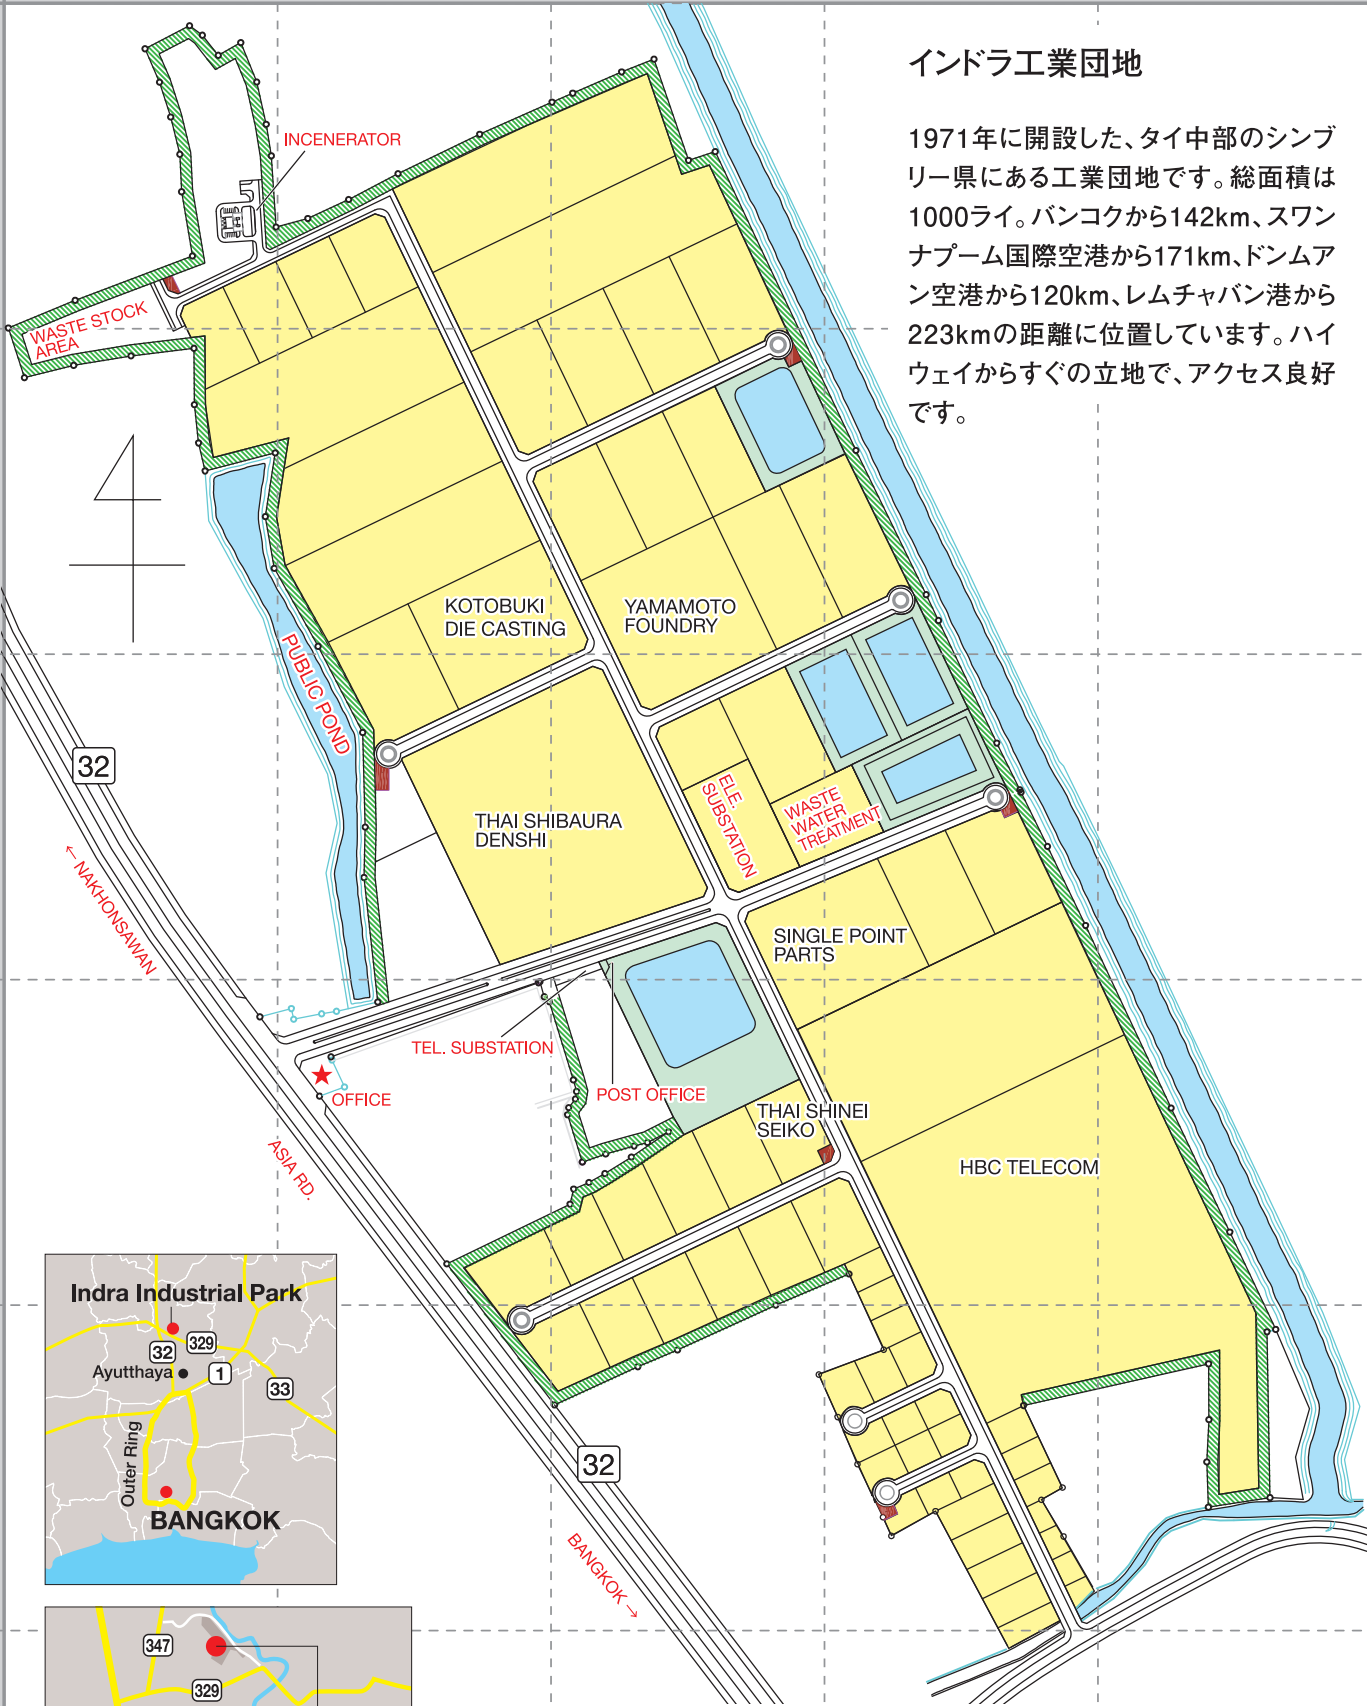 インドラ工業団地
1971年に開設した、タイ中部のシンブ
リー県にある工業団地です。総面積は
1000ライ。バンコクから142km、スワン
ナプーム国際空港から171km、ドンムア
ン空港から120km、レムチャバン港から
223kmの距離に位置しています。ハイ
ウェイからすぐの立地で、アクセス良好
です。
INCENERATOR
WASTE STOCK
AREA
KOTOBUKI
DIE CASTING
YAMAMOTO
FOUNDRY
PUBLIC POND
32
THAI SHIBAURA
DENSHI
ELE.
SUBSTATION
WASTE
WATER
TREATMENT
← NAKHONSAWAN
SINGLE POINT
PARTS
TEL. SUBSTATION
POST OFFICE
OFFICE
THAI SHINEI
SEIKO
ASIA RD.
HBC TELECOM
32
BANGKOK →
Indra Industrial Park
32
329
Ayutthaya
1
33
Outer Ring
BANGKOK
347
329